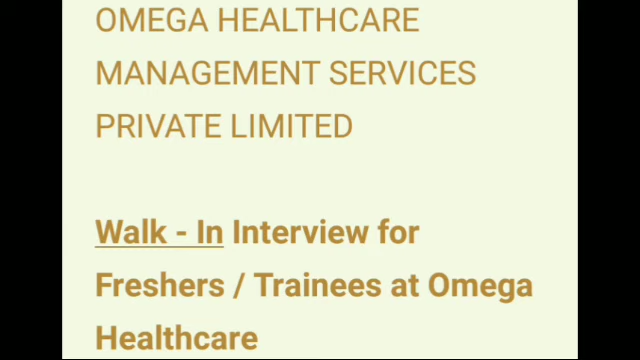 OMEGA HEALTHCARE
MANAGEMENT SERVICES
PRIVATE LIMITED
Walk - In Interview for
Freshers / Trainees at Omega
Healthcare